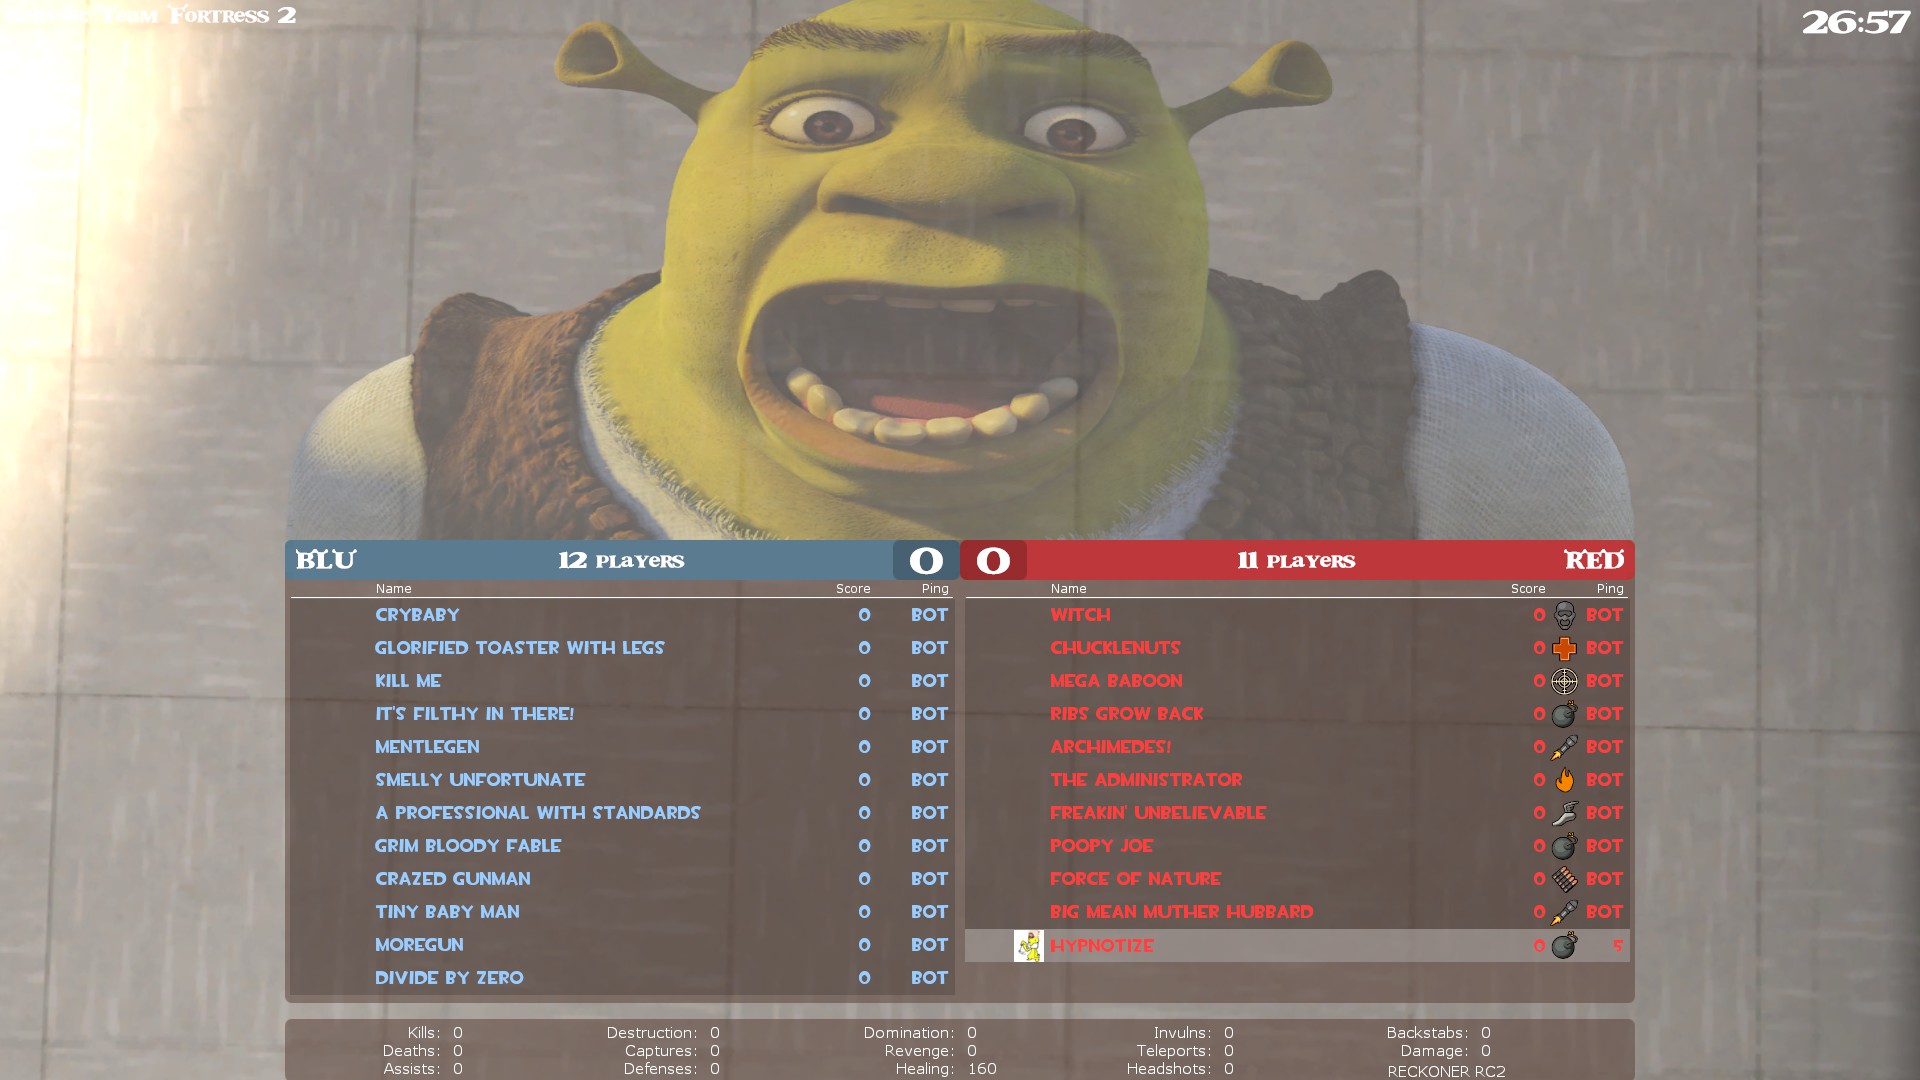 Team Fortress 2
26:57
BLU 12 players 0 0 11 players RED
Name Score Ping Name Score Ping
CRYBABY 0 BOT WITCH 0 BOT
GLORIFIED TOASTER WITH LEGS 0 BOT CHUCKLENUTS 0 BOT
KILL ME 0 BOT MEGA BABOON 0 BOT
IT'S FILTHY IN THERE! 0 BOT RIBS GROW BACK 0 BOT
MENTLEGEN 0 BOT ARCHIMEDES! 0 BOT
SMELLY UNFORTUNATE 0 BOT THE ADMINISTRATOR 0 BOT
A PROFESSIONAL WITH STANDARDS 0 BOT FREAKIN' UNBELIEVABLE 0 BOT
GRIM BLOODY FABLE 0 BOT POOPY JOE 0 BOT
CRAZED GUNMAN 0 BOT FORCE OF NATURE 0 BOT
TINY BABY MAN 0 BOT BIG MEAN MUTHER HUBBARD 0 BOT
MOREGUN 0 BOT HYPNOTIZE 0 5
DIVIDE BY ZERO 0 BOT
Kills: 0 Destruction: 0 Domination: 0 Invulns: 0 Backstabs: 0
Deaths: 0 Captures: 0 Revenge: 0 Teleports: 0 Damage: 0
Assists: 0 Defenses: 0 Healing: 160 Headshots: 0 RECKONER RC2